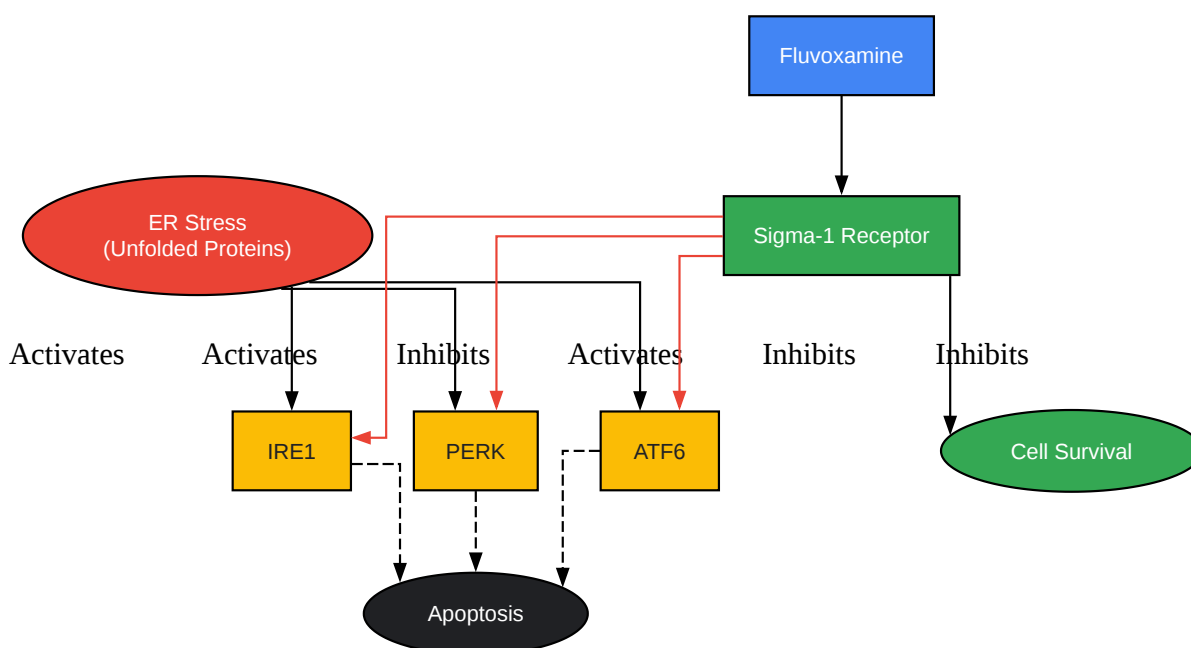 Fluvoxamine
ER Stress
(Unfolded Proteins)
Sigma-1 Receptor
Activates
Activates
Inhibits
Activates
Inhibits
Inhibits
IRE1
PERK
ATF6
Cell Survival
Apoptosis